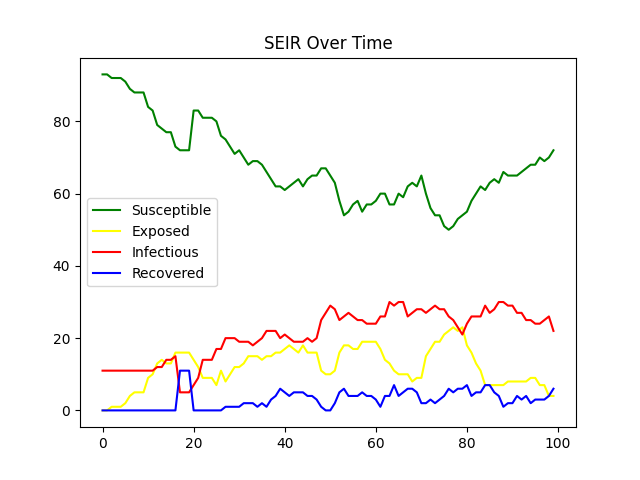 SEIR Over Time
80
60
40
20
0
Susceptible
Exposed
Infectious
Recovered
0 20 40 60 80 100